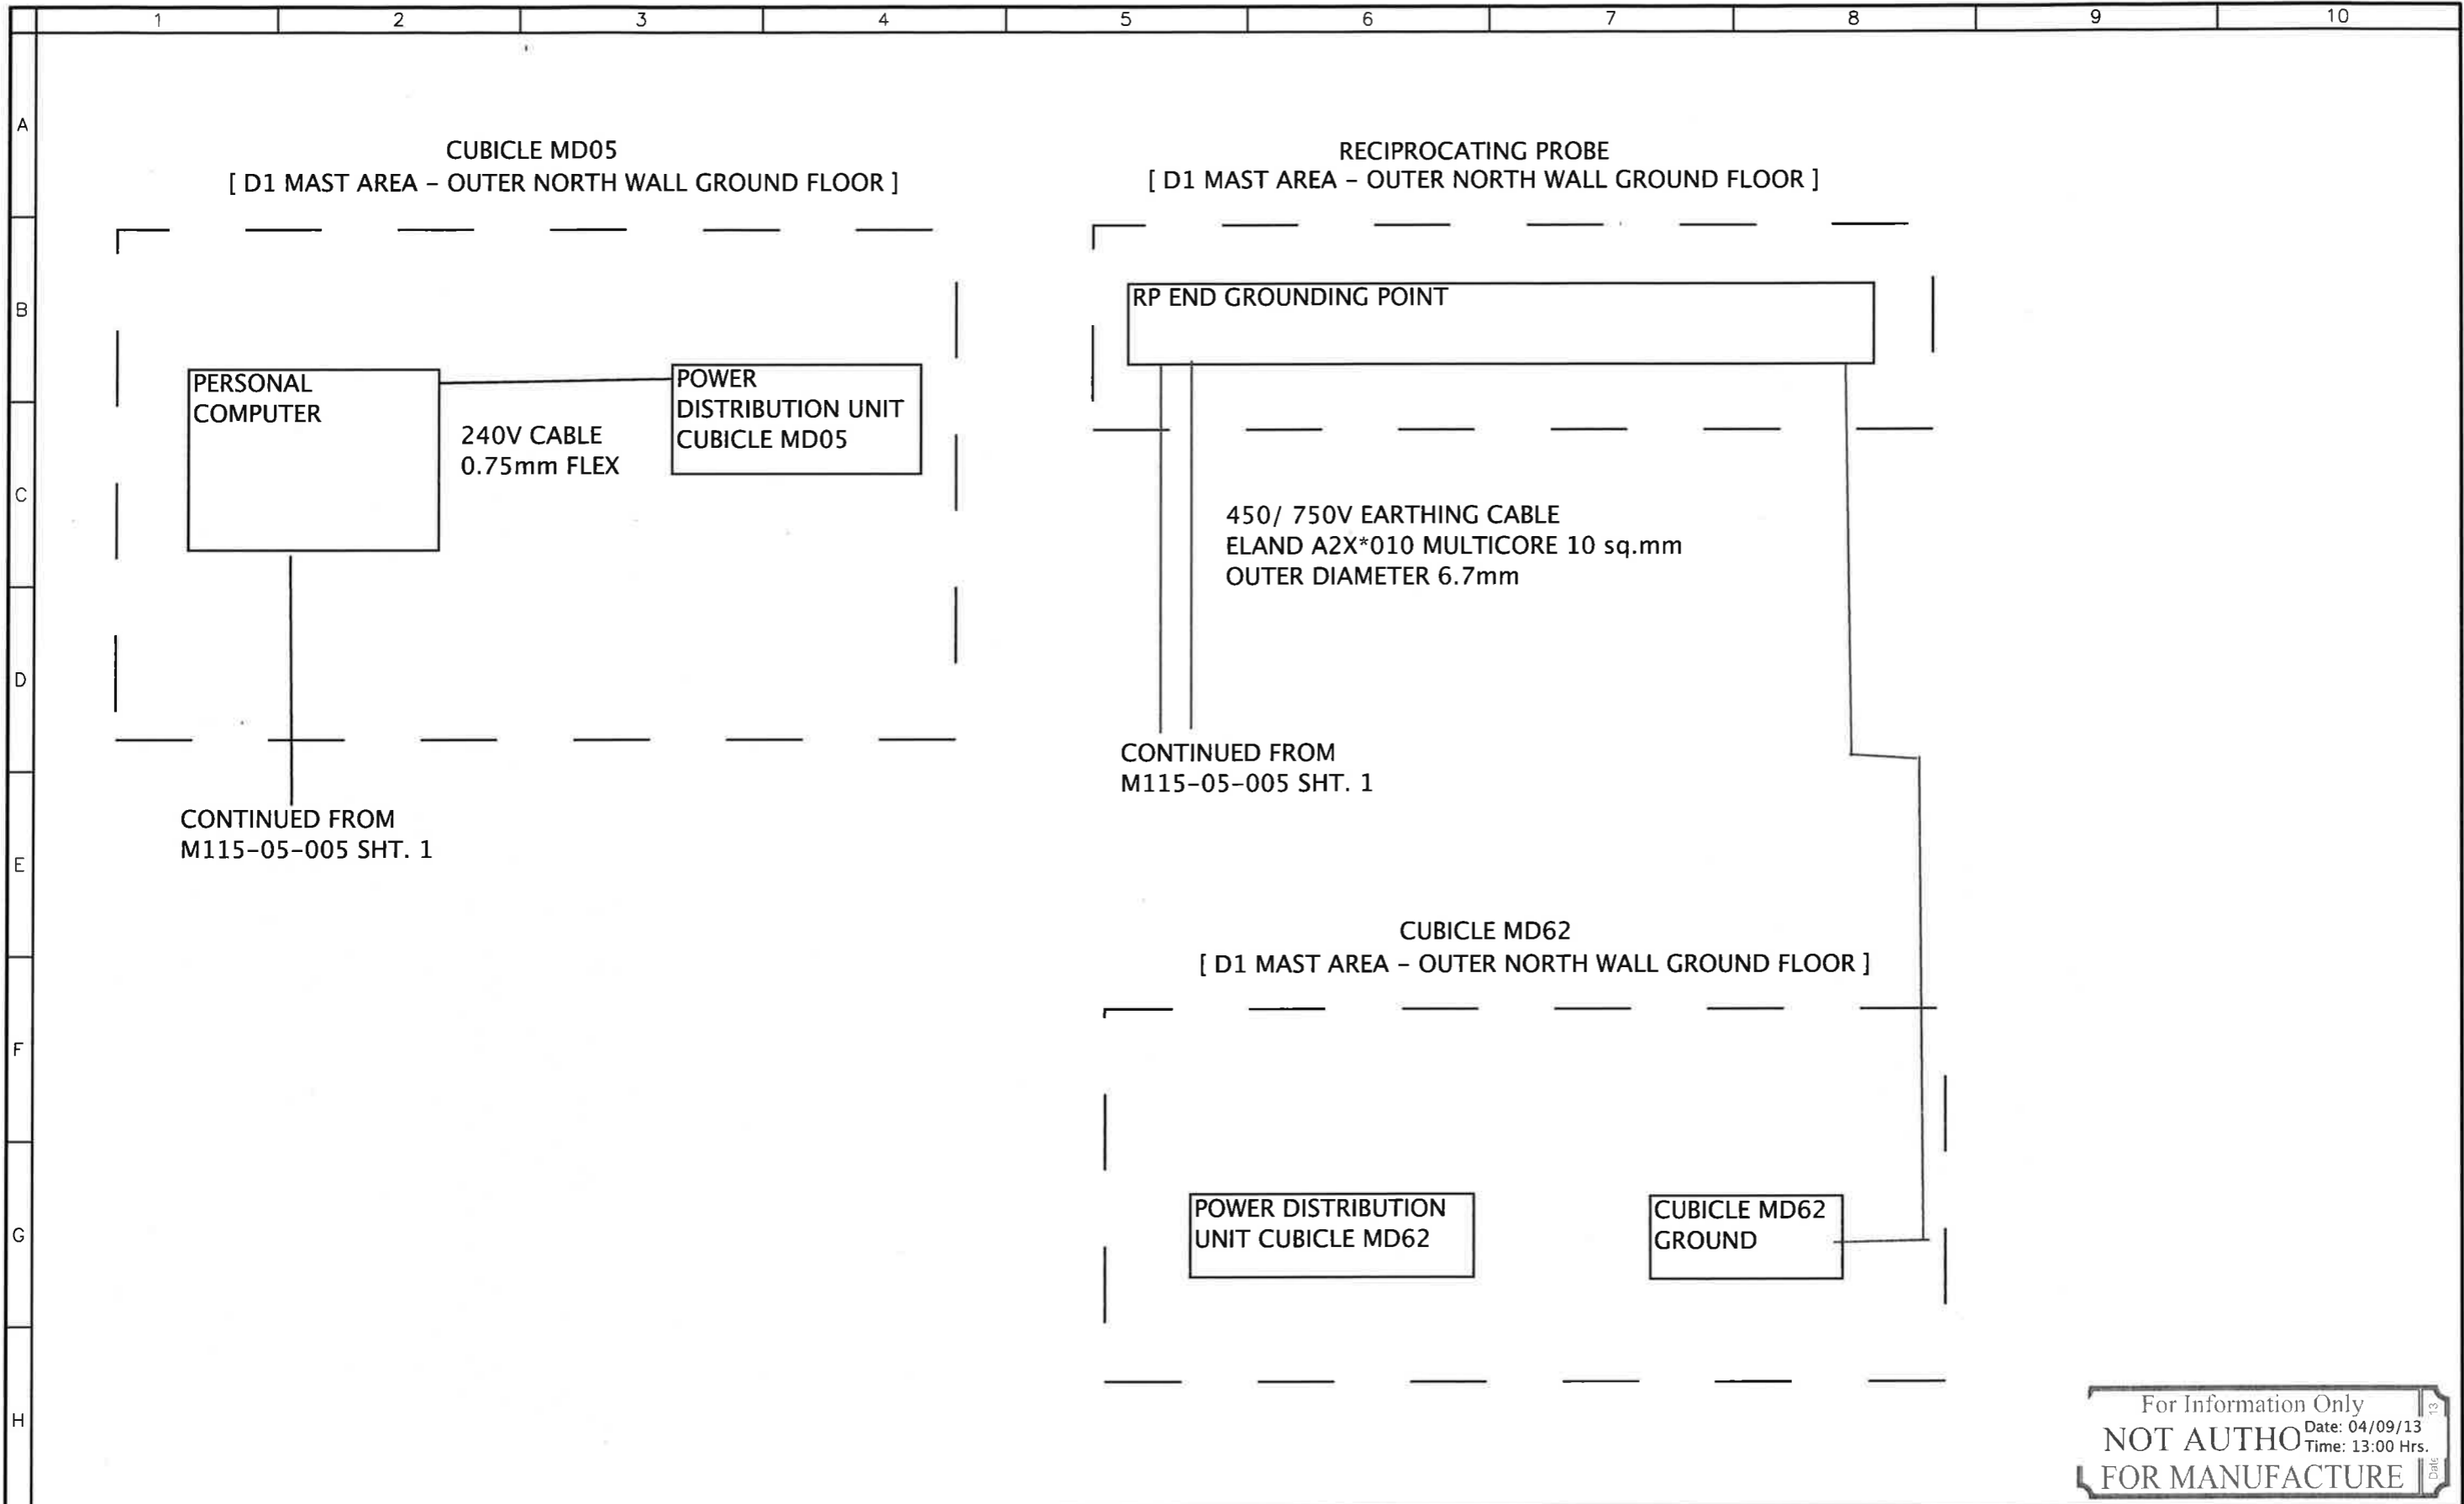 1 2 3 4 5 6 7 8 9 10
A
CUBICLE MD05
[ D1 MAST AREA – OUTER NORTH WALL GROUND FLOOR ]
RECIPROCATING PROBE
[ D1 MAST AREA – OUTER NORTH WALL GROUND FLOOR ]
B
RP END GROUNDING POINT
PERSONAL
COMPUTER
240V CABLE
0.75mm FLEX
POWER
DISTRIBUTION UNIT
CUBICLE MD05
C
450/ 750V EARTHING CABLE
ELAND A2X*010 MULTICORE 10 sq.mm
OUTER DIAMETER 6.7mm
D
CONTINUED FROM
M115-05-005 SHT. 1
CONTINUED FROM
M115-05-005 SHT. 1
E
CUBICLE MD62
[ D1 MAST AREA – OUTER NORTH WALL GROUND FLOOR ]
F
G
POWER DISTRIBUTION
UNIT CUBICLE MD62
CUBICLE MD62
GROUND
H
For Information Only
NOT AUTHO
Date: 04/09/13
Time: 13:00 Hrs.
FOR MANUFACTURE
13
Date